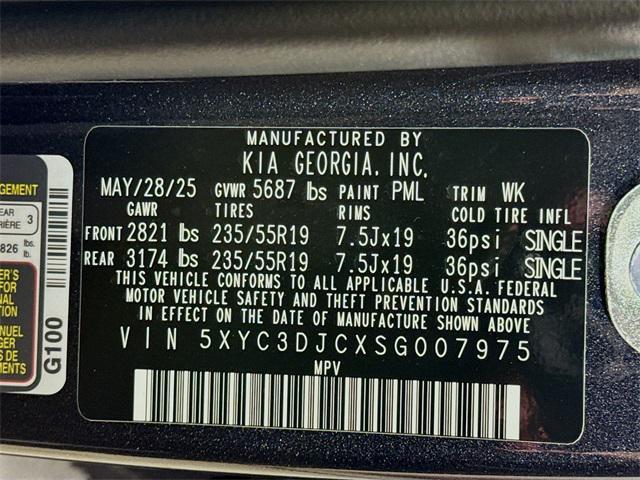 MANUFACTURED BY
KIA GEORGIA, INC.
MAY/28/25 GVWR 5687 lbs PAINT PML TRIM WK
GAWR TIRES RIMS COLD TIRE INFL
FRONT 2821 lbs 235/55R19 7.5Jx19 36psi SINGLE
REAR 3174 lbs 235/55R19 7.5Jx19 36psi SINGLE
THIS VEHICLE CONFORMS TO ALL APPLICABLE U.S.A. FEDERAL
MOTOR VEHICLE SAFETY AND THEFT PREVENTION STANDARDS
IN EFFECT ON THE DATE OF MANUFACTURE SHOWN ABOVE
VIN 5XYC3DJCXSG007975
MPV
3
826 lbs.
kg.
G100